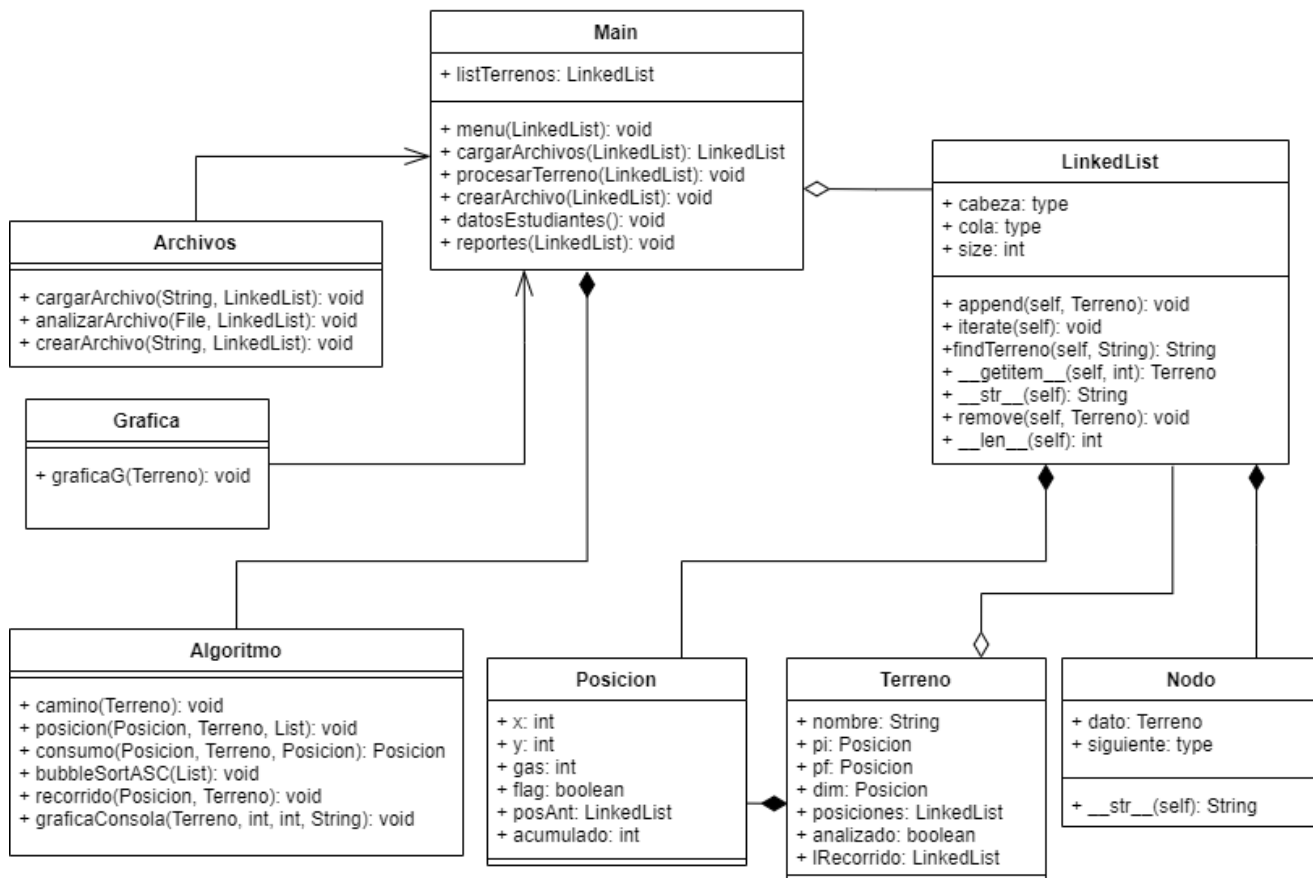 Main
+ listTerrenos: LinkedList
+ menu(LinkedList): void
+ cargarArchivos(LinkedList): LinkedList
+ procesarTerreno(LinkedList): void
+ crearArchivo(LinkedList): void
+ datosEstudiantes(): void
+ reportes(LinkedList): void
LinkedList
+ cabeza: type
+ cola: type
+ size: int
+ append(self, Terreno): void
+ iterate(self): void
+findTerreno(self, String): String
+ __getitem__(self, int): Terreno
+ __str__(self): String
+ remove(self, Terreno): void
+ __len__(self): int
Archivos
+ cargarArchivo(String, LinkedList): void
+ analizarArchivo(File, LinkedList): void
+ crearArchivo(String, LinkedList): void
Grafica
+ graficaG(Terreno): void
Algoritmo
+ camino(Terreno): void
+ posicion(Posicion, Terreno, List): void
+ consumo(Posicion, Terreno, Posicion): Posicion
+ bubbleSortASC(List): void
+ recorrido(Posicion, Terreno): void
+ graficaConsola(Terreno, int, int, String): void
Posicion
+ x: int
+ y: int
+ gas: int
+ flag: boolean
+ posAnt: LinkedList
+ acumulado: int
Terreno
+ nombre: String
+ pi: Posicion
+ pf: Posicion
+ dim: Posicion
+ posiciones: LinkedList
+ analizado: boolean
+ lRecorrido: LinkedList
Nodo
+ dato: Terreno
+ siguiente: type
+ __str__(self): String